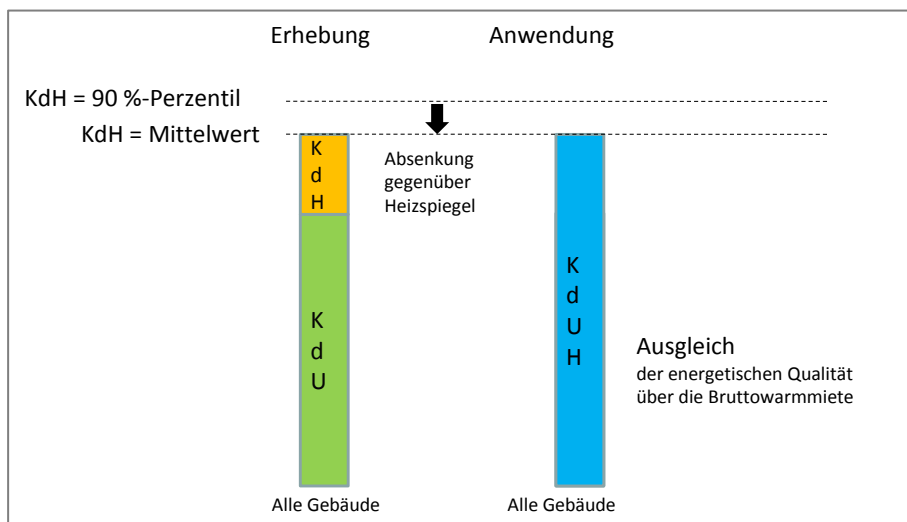 Erhebung
Anwendung
KdH = 90 %-Perzentil
KdH = Mittelwert
K
d
H
Absenkung
gegenüber
Heizspiegel
K
d
U
K
d
U
H
Ausgleich
der energetischen Qualität
über die Bruttowarmmiete
Alle Gebäude
Alle Gebäude